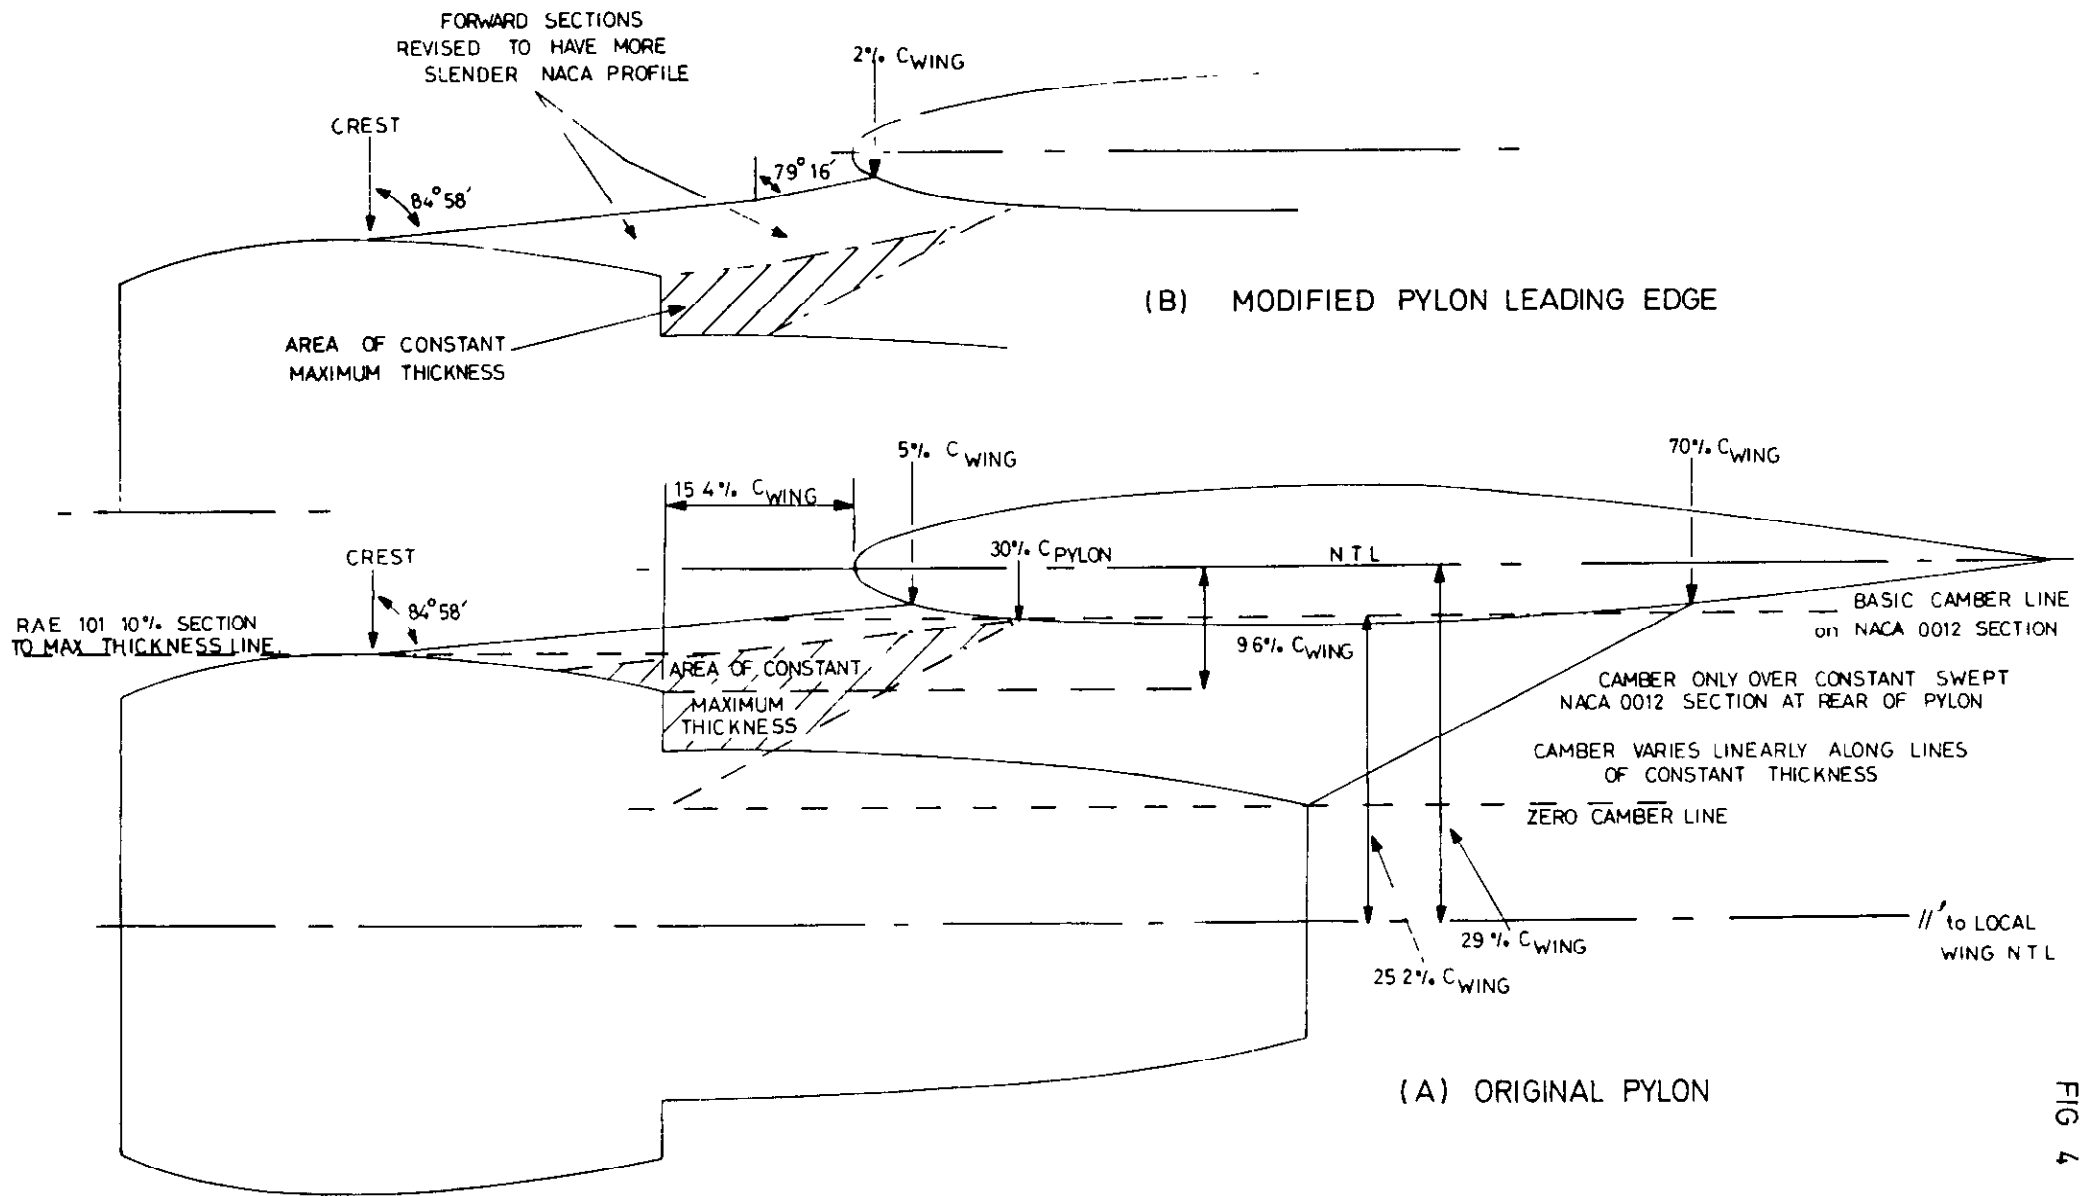 FORWARD SECTIONS
REVISED TO HAVE MORE
SLENDER NACA PROFILE
2% CWING
CREST
79° 16′
84° 58′
(B) MODIFIED PYLON LEADING EDGE
AREA OF CONSTANT
MAXIMUM THICKNESS
5% CWING
70% CWING
15 4% CWING
30% CPYLON
N T L
CREST
84° 58′
RAE 101 10% SECTION
TO MAX THICKNESS LINE
BASIC CAMBER LINE
on NACA 0012 SECTION
9 6% CWING
AREA OF CONSTANT
MAXIMUM
THICKNESS
CAMBER ONLY OVER CONSTANT SWEPT
NACA 0012 SECTION AT REAR OF PYLON
CAMBER VARIES LINEARLY ALONG LINES
OF CONSTANT THICKNESS
ZERO CAMBER LINE
29% CWING
25 2% CWING
//′ to LOCAL
WING N T L
(A) ORIGINAL PYLON
FIG 4